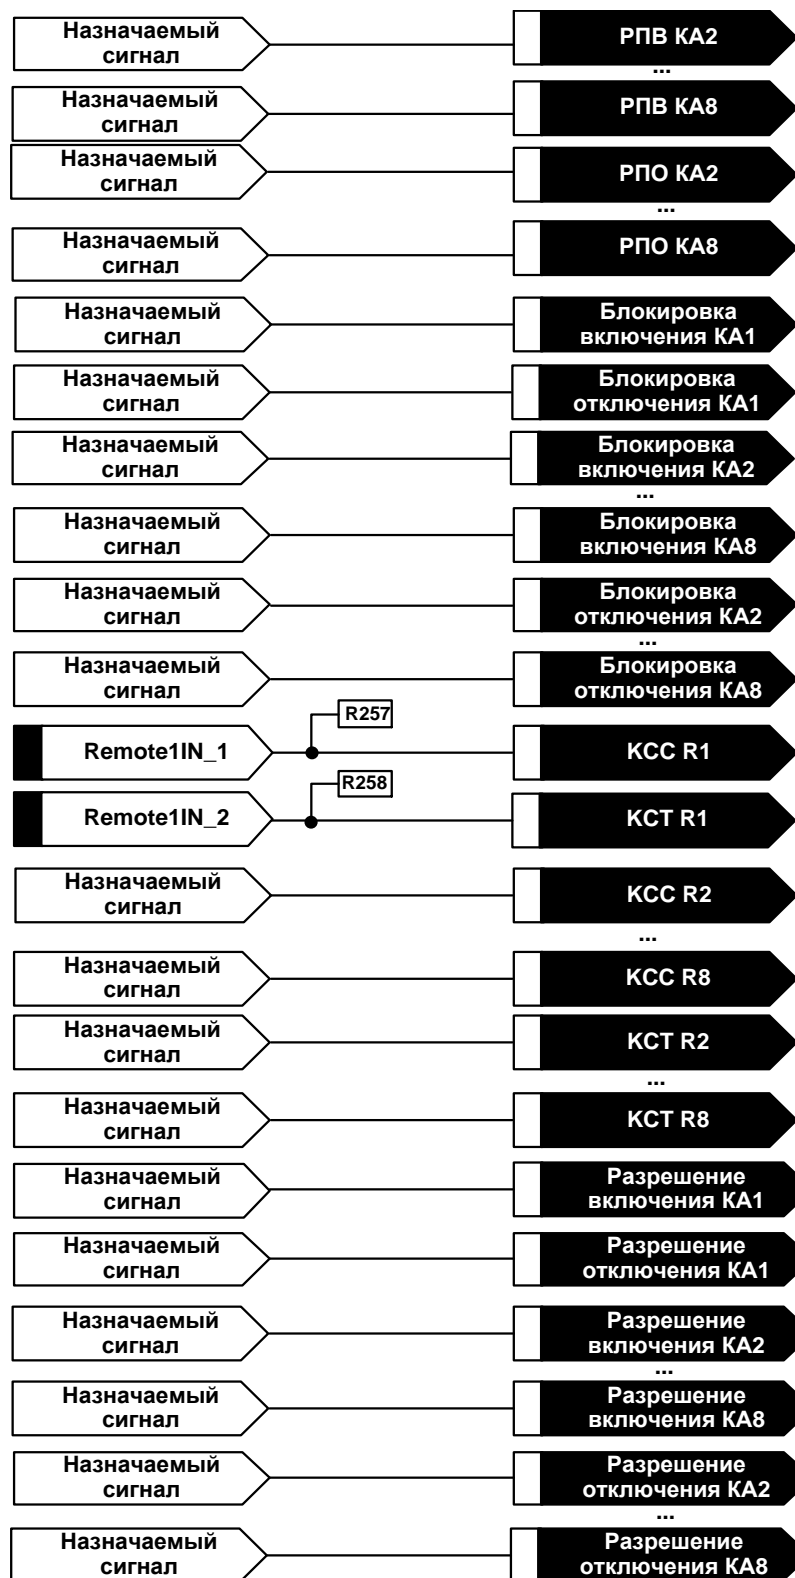 Назначаемый
сигнал
РПВ КА2
...
Назначаемый
сигнал
РПВ КА8
Назначаемый
сигнал
РПО КА2
...
Назначаемый
сигнал
РПО КА8
Назначаемый
сигнал
Блокировка
включения КА1
Назначаемый
сигнал
Блокировка
отключения КА1
Назначаемый
сигнал
Блокировка
включения КА2
...
Назначаемый
сигнал
Блокировка
включения КА8
Назначаемый
сигнал
Блокировка
отключения КА2
...
Назначаемый
сигнал
Блокировка
отключения КА8
R257
Remote1IN_1
KCC R1
R258
Remote1IN_2
KCT R1
Назначаемый
сигнал
KCC R2
...
Назначаемый
сигнал
KCC R8
Назначаемый
сигнал
KCT R2
...
Назначаемый
сигнал
KCT R8
Назначаемый
сигнал
Разрешение
включения КА1
Назначаемый
сигнал
Разрешение
отключения КА1
Назначаемый
сигнал
Разрешение
включения КА2
...
Назначаемый
сигнал
Разрешение
включения КА8
Назначаемый
сигнал
Разрешение
отключения КА2
...
Назначаемый
сигнал
Разрешение
отключения КА8